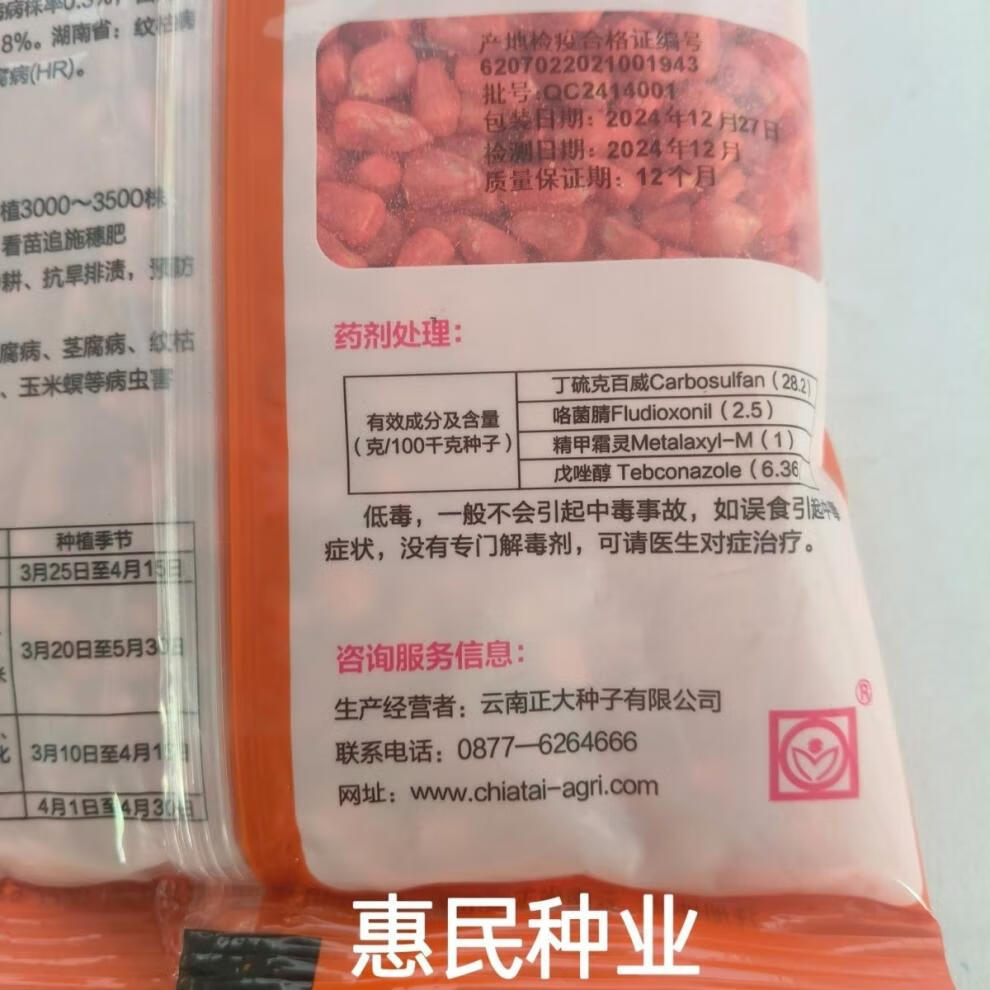 病株率0.3%,
8%。湖南省：纹枯病
腐病(HR)。
植3000～3500株
看苗追施穗肥
耕、抗旱排渍，预防
腐病、茎腐病、纹枯
、玉米螟等病虫害
种植季节
3月25日至4月15日
3月20日至5月30日
3月10日至4月15日
4月1日至4月30日
产地检疫合格证编号
6207022021001943
批号:QC2414001
包装日期：2024年12月27日
检测日期：2024年12月
质量保证期：12个月
药剂处理：
有效成分及含量
（克/100千克种子）
丁硫克百威Carbosulfan（28.2）
咯菌腈Fludioxonil（2.5）
精甲霜灵Metalaxyl-M（1）
戊唑醇 Tebconazole（6.36
低毒，一般不会引起中毒事故，如误食引起中毒
症状，没有专门解毒剂，可请医生对症治疗。
咨询服务信息：
生产经营者：云南正大种子有限公司
联系电话：0877—6264666
网址：www.chiatai-agri.com
®
惠民种业